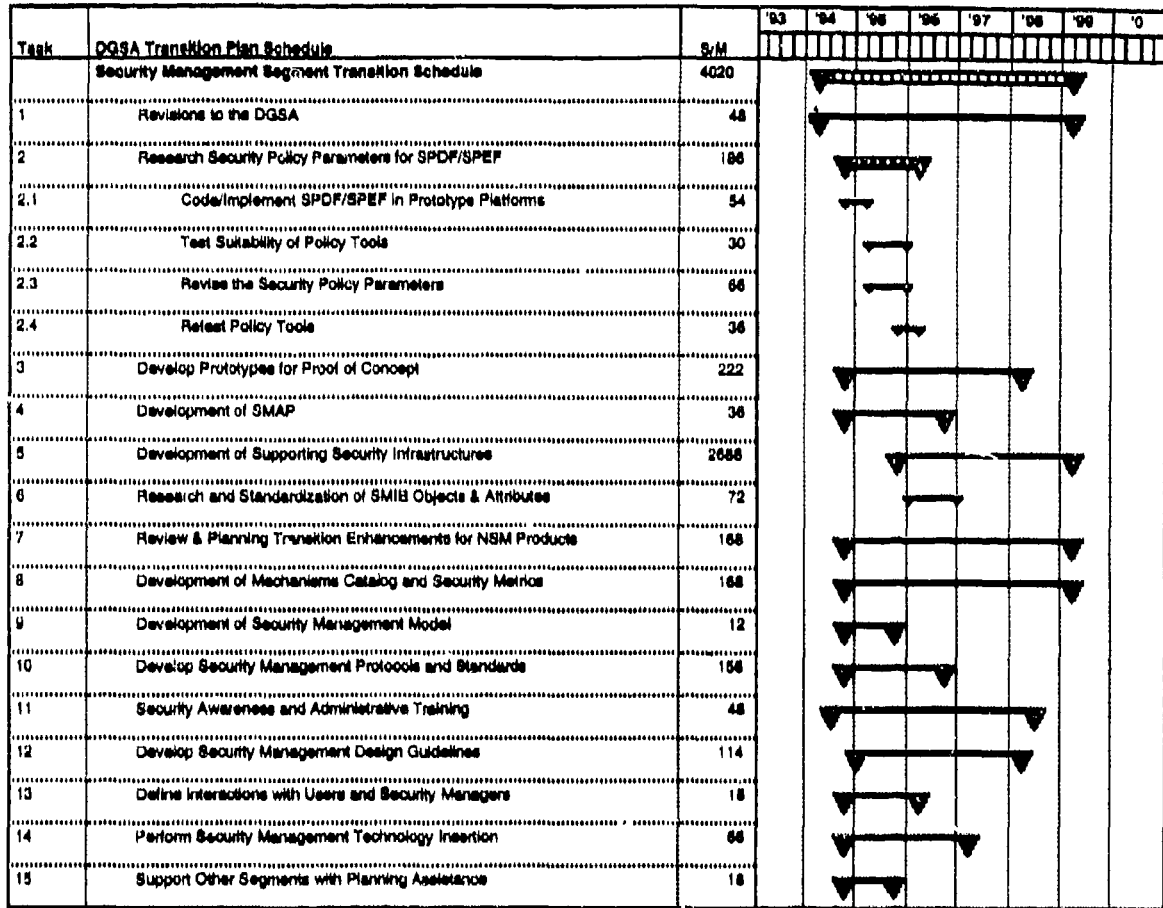 '93 '94 '95 '96 '97 '98 '99 '0
Task DGSA Transition Plan Schedule S/M
Security Management Segment Transition Schedule 4020
1 Revisions to the DGSA 48
2 Research Security Policy Parameters for SPDF/SPEF 186
2.1 Code/Implement SPDF/SPEF in Prototype Platforms 54
2.2 Test Suitability of Policy Tools 30
2.3 Revise the Security Policy Parameters 66
2.4 Retest Policy Tools 36
3 Develop Prototypes for Proof of Concept 222
4 Development of SMAP 36
5 Development of Supporting Security Infrastructures 2688
6 Research and Standardization of SMIB Objects & Attributes 72
7 Review & Planning Transition Enhancements for NSM Products 168
8 Development of Mechanisms Catalog and Security Metrics 168
9 Development of Security Management Model 12
10 Develop Security Management Protocols and Standards 156
11 Security Awareness and Administrative Training 48
12 Develop Security Management Design Guidelines 114
13 Define Interactions with Users and Security Managers 18
14 Perform Security Management Technology Insertion 66
15 Support Other Segments with Planning Assistance 18